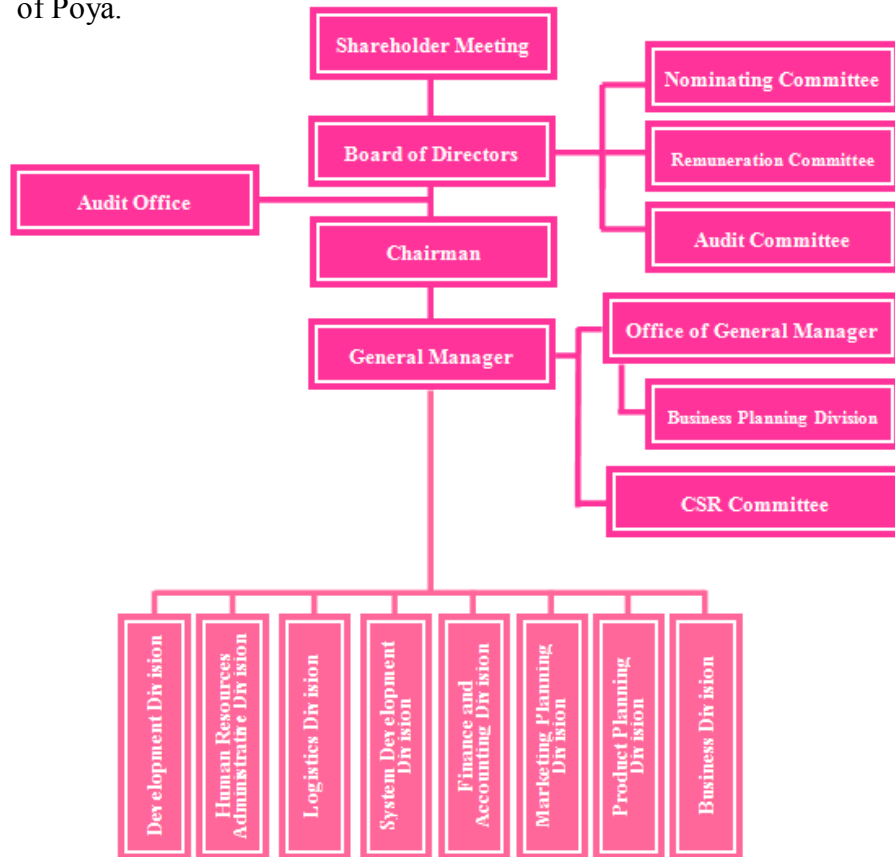 of Poya.
Shareholder Meeting
Nominating Committee
Board of Directors
Remuneration Committee
Audit Office
Audit Committee
Chairman
Office of General Manager
General Manager
Business Planning Division
CSR Committee
Development Division
Human Resources
Administrative Division
Logistics Division
System Development
Division
Finance and
Accounting Division
Marketing Planning
Division
Product Planning
Division
Business Division